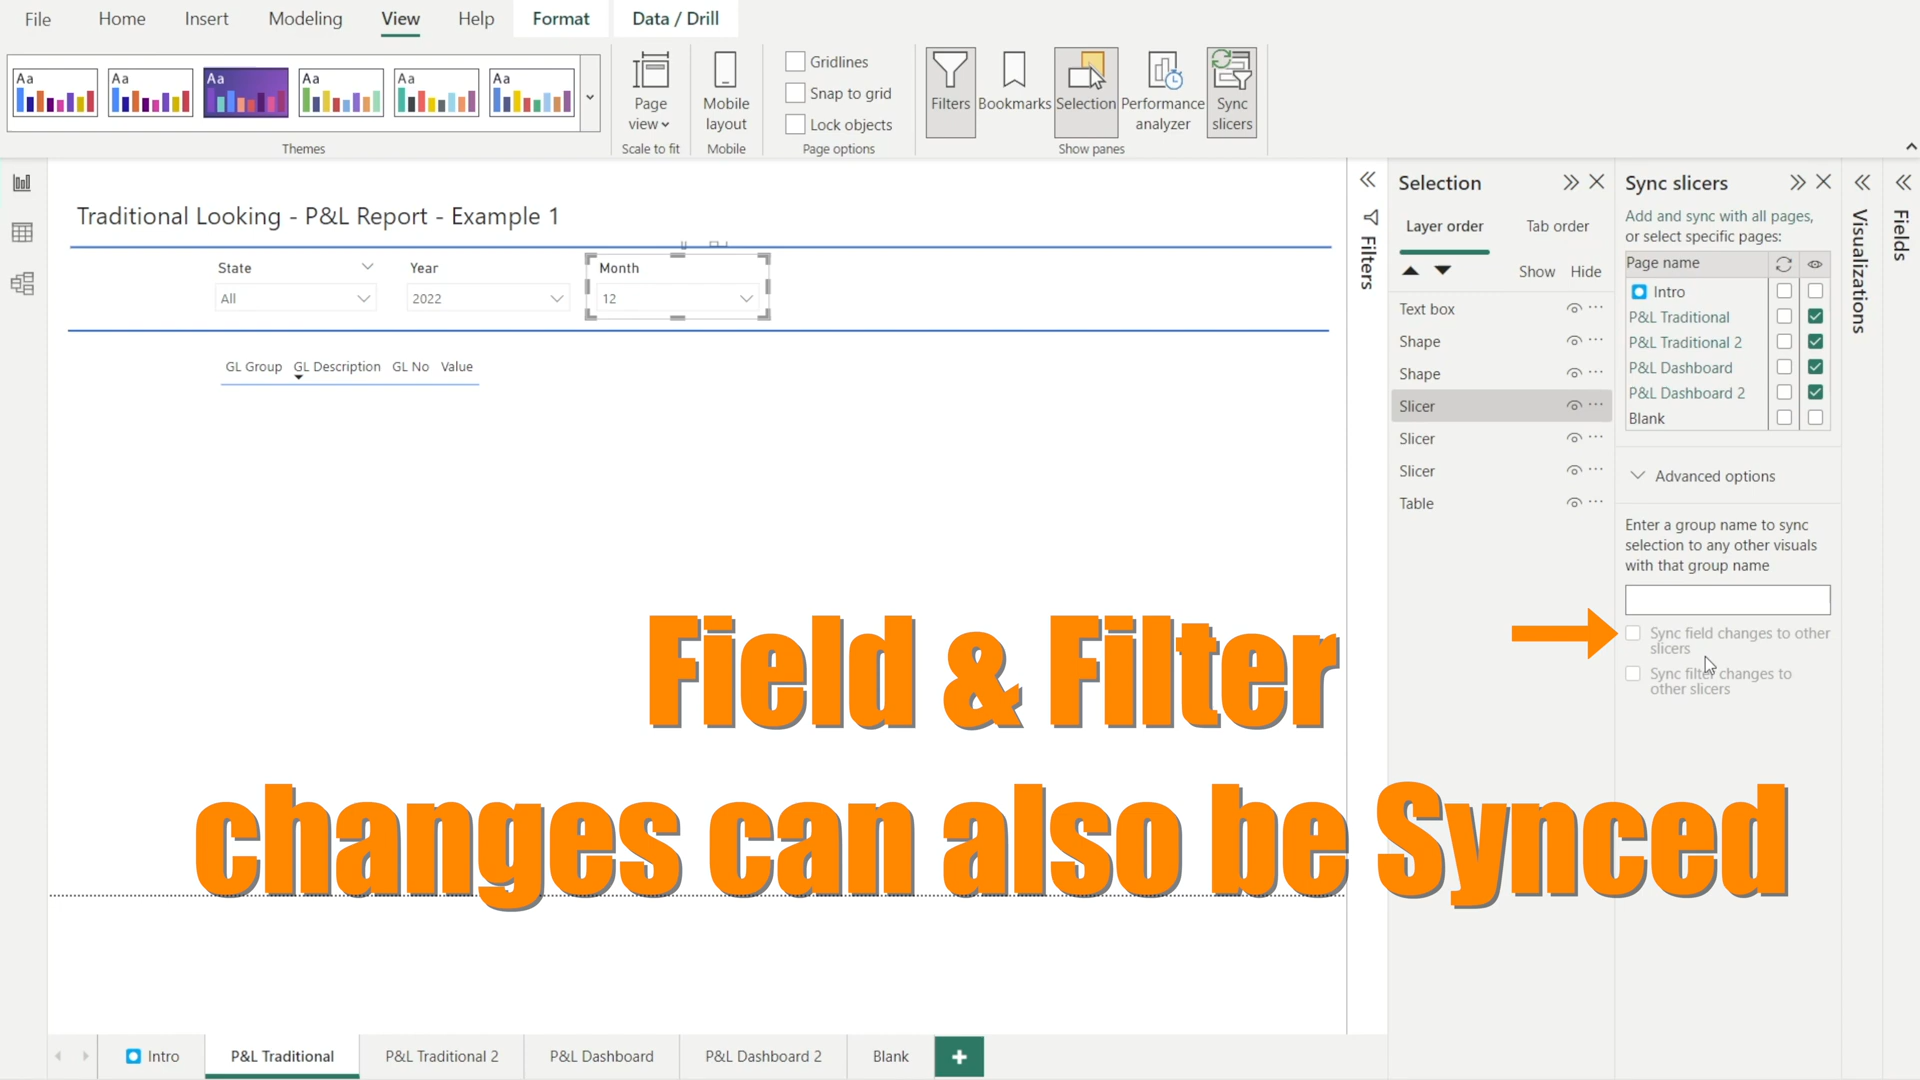 File
Home
Insert
Modeling
View
Help
Format
Data / Drill
Aa
Aa
Aa
Aa
Aa
Aa
Themes
Page
view
Scale to fit
Mobile
layout
Mobile
Gridlines
Snap to grid
Lock objects
Page options
Filters
Bookmarks
Selection
Performance
analyzer
Sync
slicers
Show panes
Traditional Looking - P&L Report - Example 1
State
All
Year
2022
Month
12
GL Group
GL Description
GL No
Value
Filters
Selection
Layer order
Tab order
Show
Hide
Text box
Shape
Shape
Slicer
Slicer
Slicer
Table
Sync slicers
Add and sync with all pages,
or select specific pages:
Page name
Intro
P&L Traditional
P&L Traditional 2
P&L Dashboard
P&L Dashboard 2
Blank
Advanced options
Enter a group name to sync
selection to any other visuals
with that group name
Sync field changes to other
slicers
Sync filter changes to
other slicers
Visualizations
Fields
Field & Filter
changes can also be Synced
Intro
P&L Traditional
P&L Traditional 2
P&L Dashboard
P&L Dashboard 2
Blank